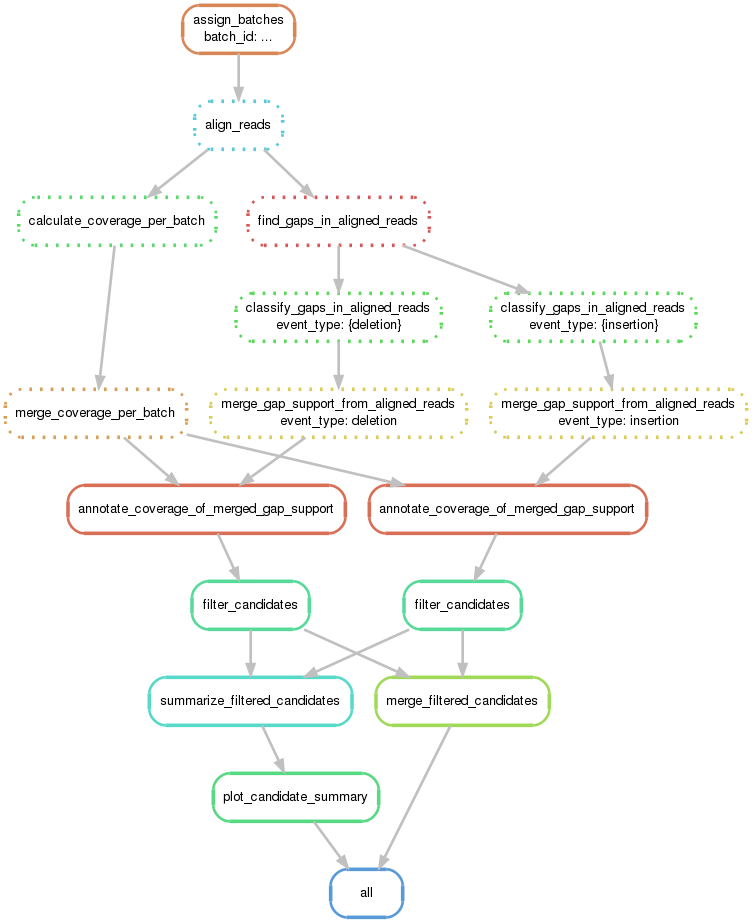 assign_batches
batch_id: ...
align_reads
calculate_coverage_per_batch
find_gaps_in_aligned_reads
classify_gaps_in_aligned_reads
event_type: {deletion}
classify_gaps_in_aligned_reads
event_type: {insertion}
merge_coverage_per_batch
merge_gap_support_from_aligned_reads
event_type: deletion
merge_gap_support_from_aligned_reads
event_type: insertion
annotate_coverage_of_merged_gap_support
annotate_coverage_of_merged_gap_support
filter_candidates
filter_candidates
summarize_filtered_candidates
merge_filtered_candidates
plot_candidate_summary
all